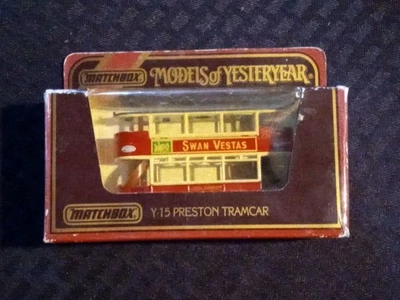 MATCHBOX
MODELS of YESTERYEAR
SWAN VESTAS
MATCHBOX
Y-15 PRESTON TRAMCAR